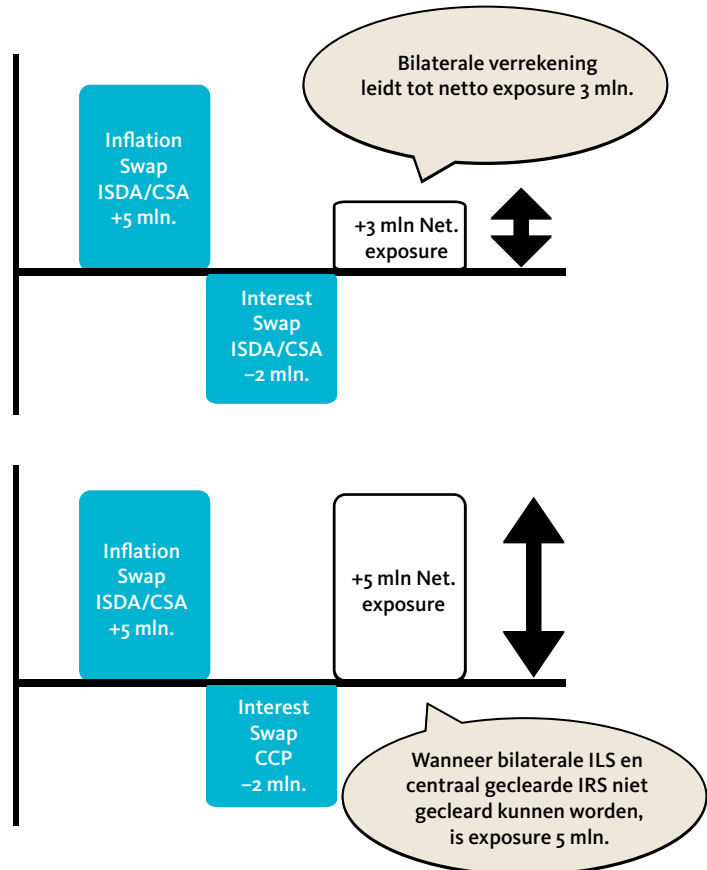 Bilaterale verrekening
leidt tot netto exposure 3 mln.
Inflation
Swap
ISDA/CSA
+5 mln.
+3 mln Net.
exposure
Interest
Swap
ISDA/CSA
–2 mln.
Inflation
Swap
ISDA/CSA
+5 mln.
+5 mln Net.
exposure
Interest
Swap
CCP
–2 mln.
Wanneer bilaterale ILS en
centraal geclearde IRS niet
gecleard kunnen worden,
is exposure 5 mln.